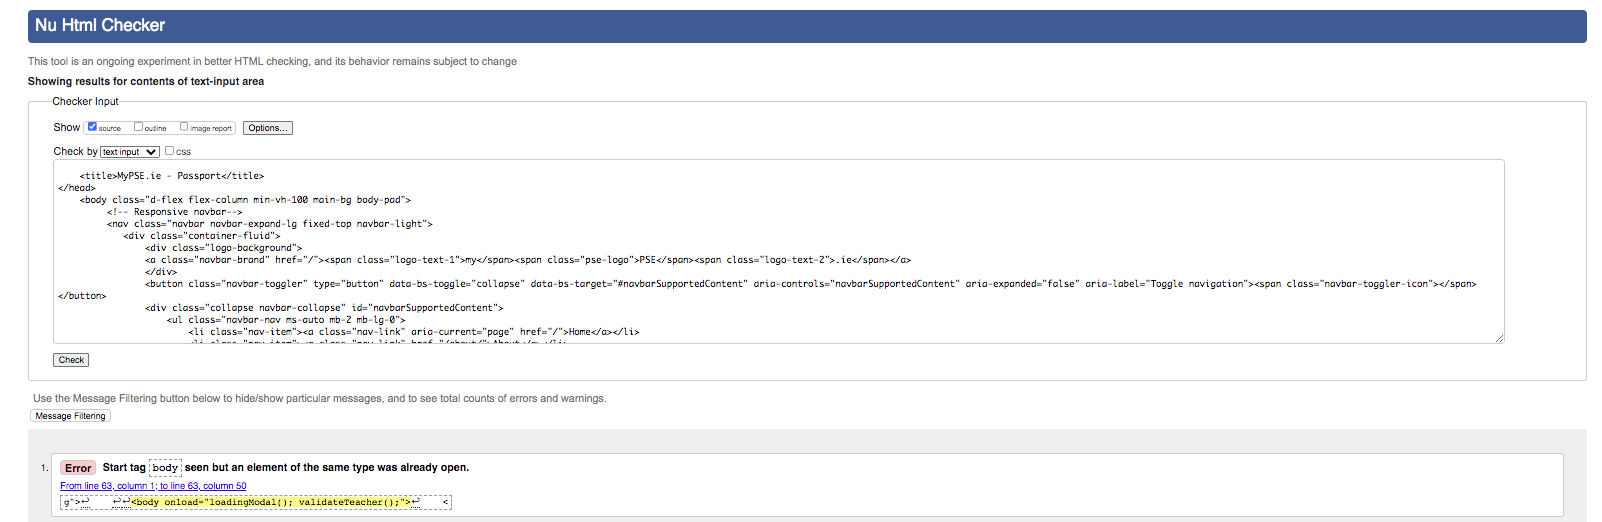 Nu Html Checker
This tool is an ongoing experiment in better HTML checking, and its behavior remains subject to change
Showing results for contents of text-input area
Checker Input
Show source outline image report Options...
Check by text input css
<title>MyPSE.ie - Passport</title>
</head>
<body class="d-flex flex-column min-vh-100 main-bg body-pad">
<!-- Responsive navbar-->
<nav class="navbar navbar-expand-lg fixed-top navbar-light">
<div class="container-fluid">
<div class="logo-background">
<a class="navbar-brand" href="/"><span class="logo-text-1">my</span><span class="pse-logo">PSE</span><span class="logo-text-2">.ie</span></a>
</div>
<button class="navbar-toggler" type="button" data-bs-toggle="collapse" data-bs-target="#navbarSupportedContent" aria-controls="navbarSupportedContent" aria-expanded="false" aria-label="Toggle navigation"><span class="navbar-toggler-icon"></span>
</button>
<div class="collapse navbar-collapse" id="navbarSupportedContent">
<ul class="navbar-nav ms-auto mb-2 mb-lg-0">
<li class="nav-item"><a class="nav-link" aria-current="page" href="/">Home</a></li>
Check
Use the Message Filtering button below to hide/show particular messages, and to see total counts of errors and warnings.
Message Filtering
1. Error Start tag body seen but an element of the same type was already open.
From line 63, column 1; to line 63, column 50
g">↩ ↩↩<body onload="loadingModal(); validateTeacher();">↩ <